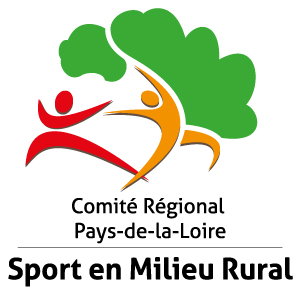 Comité Régional
Pays-de-la-Loire
Sport en Milieu Rural